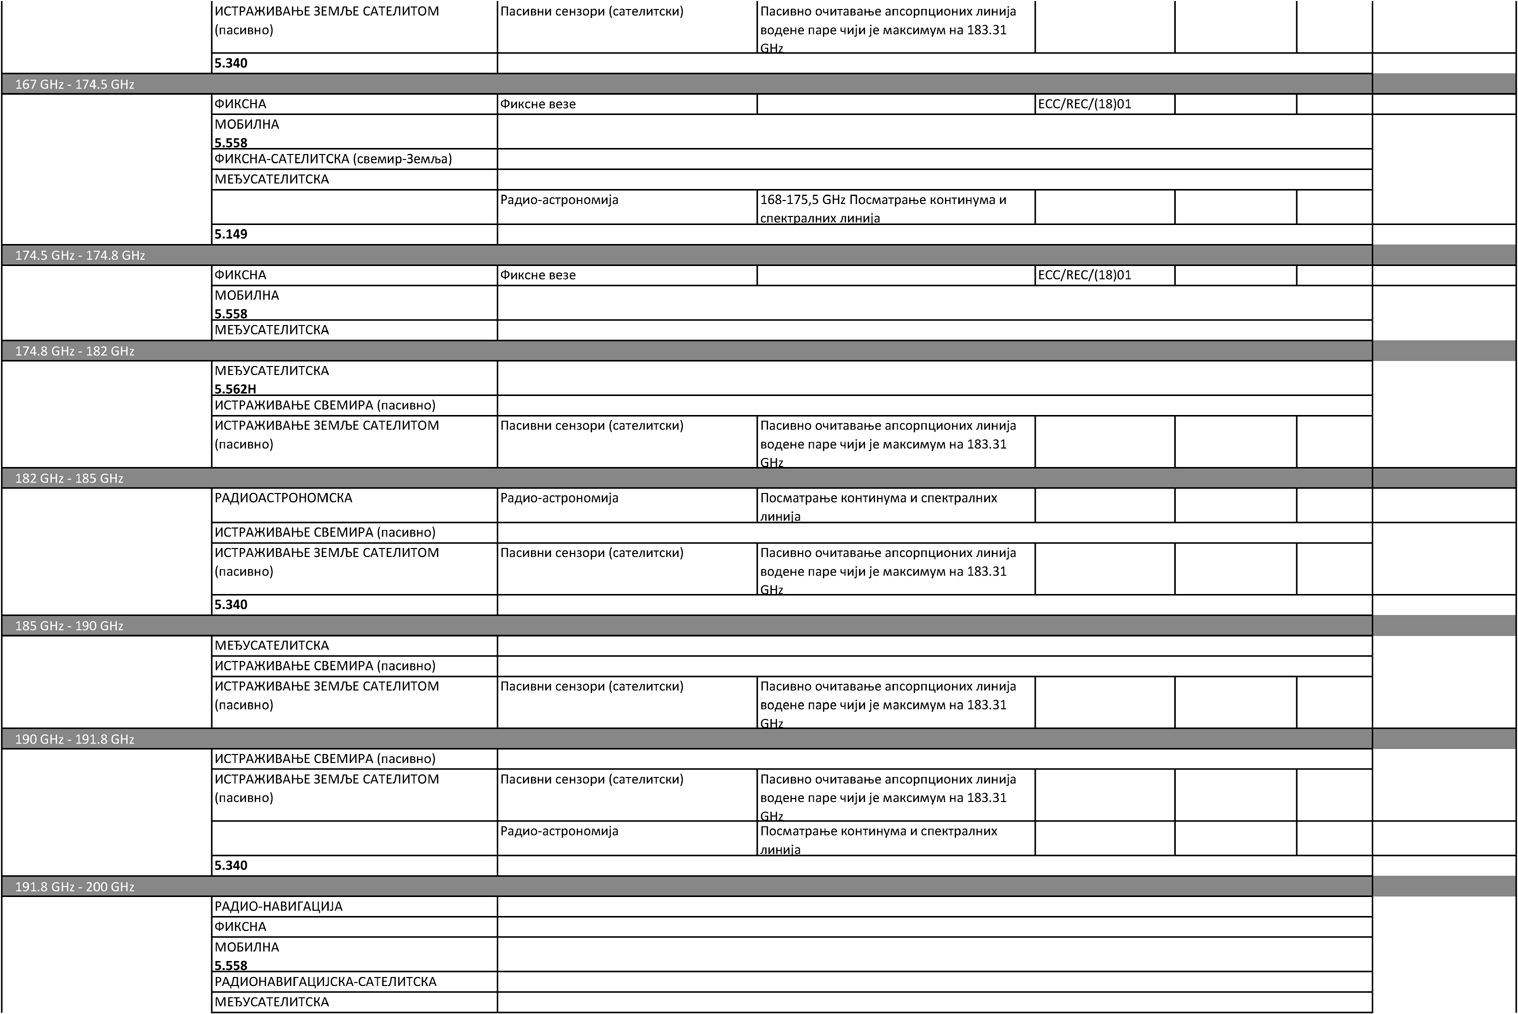 ИСТРАЖИВАЊЕ ЗЕМЉЕ САТЕЛИТОМ Пасивни сензори (сателитски) Пасивно очитавање апсорпционих линија
(пасивно) водене паре чији је максимум на 183.31
GHz
5.340
167 GHz - 174.5 GHz
ФИКСНА Фиксне везе ECC/REC/(18)01
МОБИЛНА
5.558
ФИКСНА-САТЕЛИТСКА (свемир-Земља)
МЕЂУСАТЕЛИТСКА
Радио-астрономија 168-175,5 GHz Посматрање континума и
спектралних линија
5.149
174.5 GHz - 174.8 GHz
ФИКСНА Фиксне везе ECC/REC/(18)01
МОБИЛНА
5.558
МЕЂУСАТЕЛИТСКА
174.8 GHz - 182 GHz
МЕЂУСАТЕЛИТСКА
5.562H
ИСТРАЖИВАЊЕ СВЕМИРА (пасивно)
ИСТРАЖИВАЊЕ ЗЕМЉЕ САТЕЛИТОМ Пасивни сензори (сателитски) Пасивно очитавање апсорпционих линија
(пасивно) водене паре чији је максимум на 183.31
GHz
182 GHz - 185 GHz
РАДИОАСТРОНОМСКА Радио-астрономија Посматрање континума и спектралних
линија
ИСТРАЖИВАЊЕ СВЕМИРА (пасивно)
ИСТРАЖИВАЊЕ ЗЕМЉЕ САТЕЛИТОМ Пасивни сензори (сателитски) Пасивно очитавање апсорпционих линија
(пасивно) водене паре чији је максимум на 183.31
GHz
5.340
185 GHz - 190 GHz
МЕЂУСАТЕЛИТСКА
ИСТРАЖИВАЊЕ СВЕМИРА (пасивно)
ИСТРАЖИВАЊЕ ЗЕМЉЕ САТЕЛИТОМ Пасивни сензори (сателитски) Пасивно очитавање апсорпционих линија
(пасивно) водене паре чији је максимум на 183.31
GHz
190 GHz - 191.8 GHz
ИСТРАЖИВАЊЕ СВЕМИРА (пасивно)
ИСТРАЖИВАЊЕ ЗЕМЉЕ САТЕЛИТОМ Пасивни сензори (сателитски) Пасивно очитавање апсорпционих линија
(пасивно) водене паре чији је максимум на 183.31
GHz
Радио-астрономија Посматрање континума и спектралних
линија
5.340
191.8 GHz - 200 GHz
РАДИО-НАВИГАЦИЈА
ФИКСНА
МОБИЛНА
5.558
РАДИОНАВИГАЦИЈСКА-САТЕЛИТСКА
МЕЂУСАТЕЛИТСКА